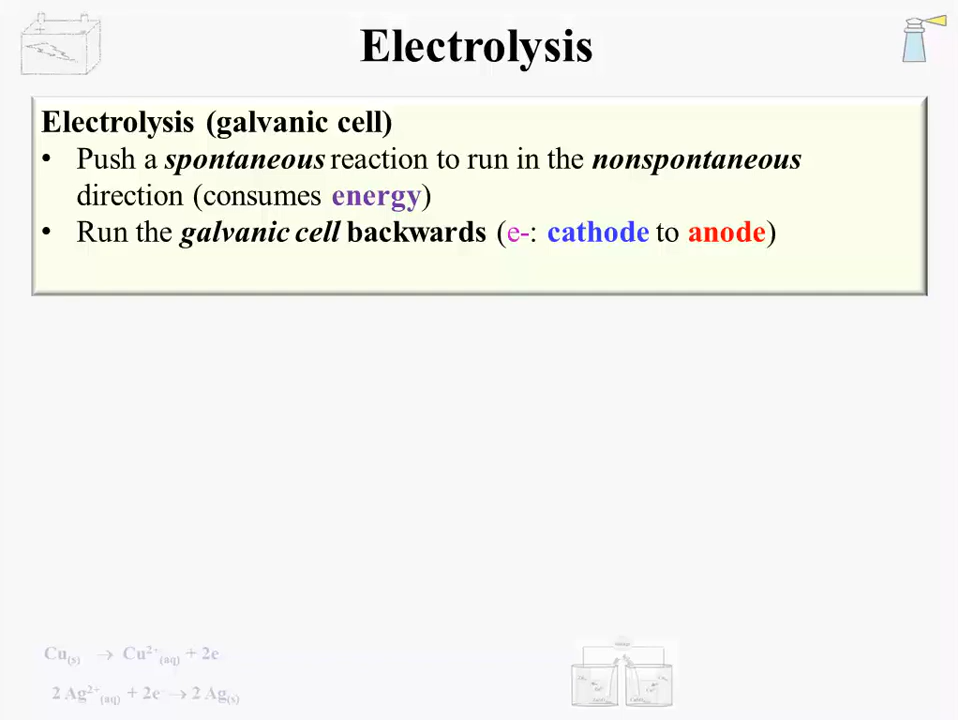 Electrolysis
Electrolysis (galvanic cell)
• Push a spontaneous reaction to run in the nonspontaneous
direction (consumes energy)
• Run the galvanic cell backwards (e-: cathode to anode)
Cu(s) → Cu²⁺(aq) + 2e
2 Ag²⁺(aq) + 2e⁻ → 2 Ag(s)